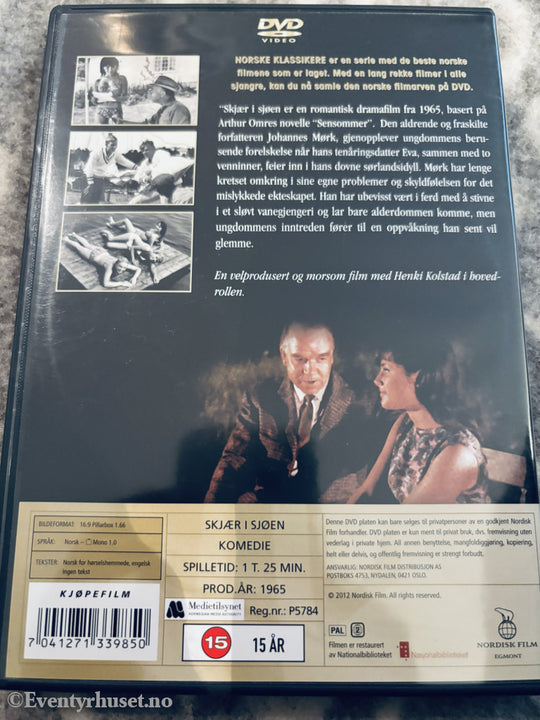 DVD
VIDEO
NORSKE KLASSIKERE er en serie med de beste norske
filmene som er laget. Med en lang rekke filmer i alle
sjangre, kan du nå samle den norske filmarven på DVD.
"Skjær i sjøen er en romantisk dramafilm fra 1965, basert på
Arthur Omres novelle "Sensommer". Den aldrende og fraskilte
forfatteren Johannes Mørk, gjenopplever ungdommens beru-
sende forelskelse når hans tenåringsdatter Eva, sammen med to
venninner, feier inn i hans dovne sørlandsidyll. Mørk har lenge
kretset omkring i sine egne problemer og skyldfølelsen for det
mislykkede ekteskapet. Han har ubevisst vært i ferd med å stivne
i et sløvt vanegjengeri og lar bare alderdommen komme, men
ungdommens inntreden fører til en oppvåkning han sent vil
glemme.
En velprodusert og morsom film med Henki Kolstad i hoved-
rollen.
BILDEFORMAT: 16:9 Pillarbox 1.66
SPRÅK: Norsk - Mono 1.0
TEKSTER: Norsk for hørselshemmede, engelsk
Ingen tekst
KJØPEFILM
7 041271 339850
SKJÆR I SJØEN
KOMEDIE
SPILLETID: 1 T. 25 MIN.
PROD.ÅR: 1965
Medietilsynet
NORWEGIAN MEDIA AUTHORITY
Reg.nr.: P5784
15
15 ÅR
Denne DVD platen kan bare selges til privatpersoner av en godkjent Nordisk
Film forhandler. DVD platen er kun til privat bruk, dvs. fremvisning uten
vederlag i private hjem. All annen benyttelse, mangfoldiggjøring, kopiering,
helt eller delvis, og offentlig fremvisning er strengt forbudt.
ANSVARLIG: NORDISK FILM DISTRIBUSJON AS
POSTBOKS 4753, NYDALEN, 0421 OSLO.
© 2012 Nordisk Film. All rights reserved.
PAL
2
Filmen er restaurert
av Nationalbiblioteket
Nasjonalbiblioteket
NORDISK FILM
EGMONT
©Eventyrhuset.no